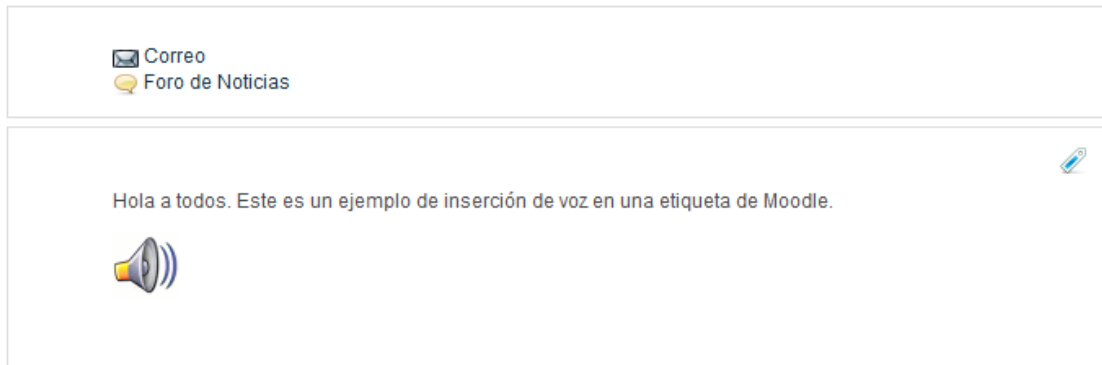 Correo
Foro de Noticias
Hola a todos. Este es un ejemplo de inserción de voz en una etiqueta de Moodle.